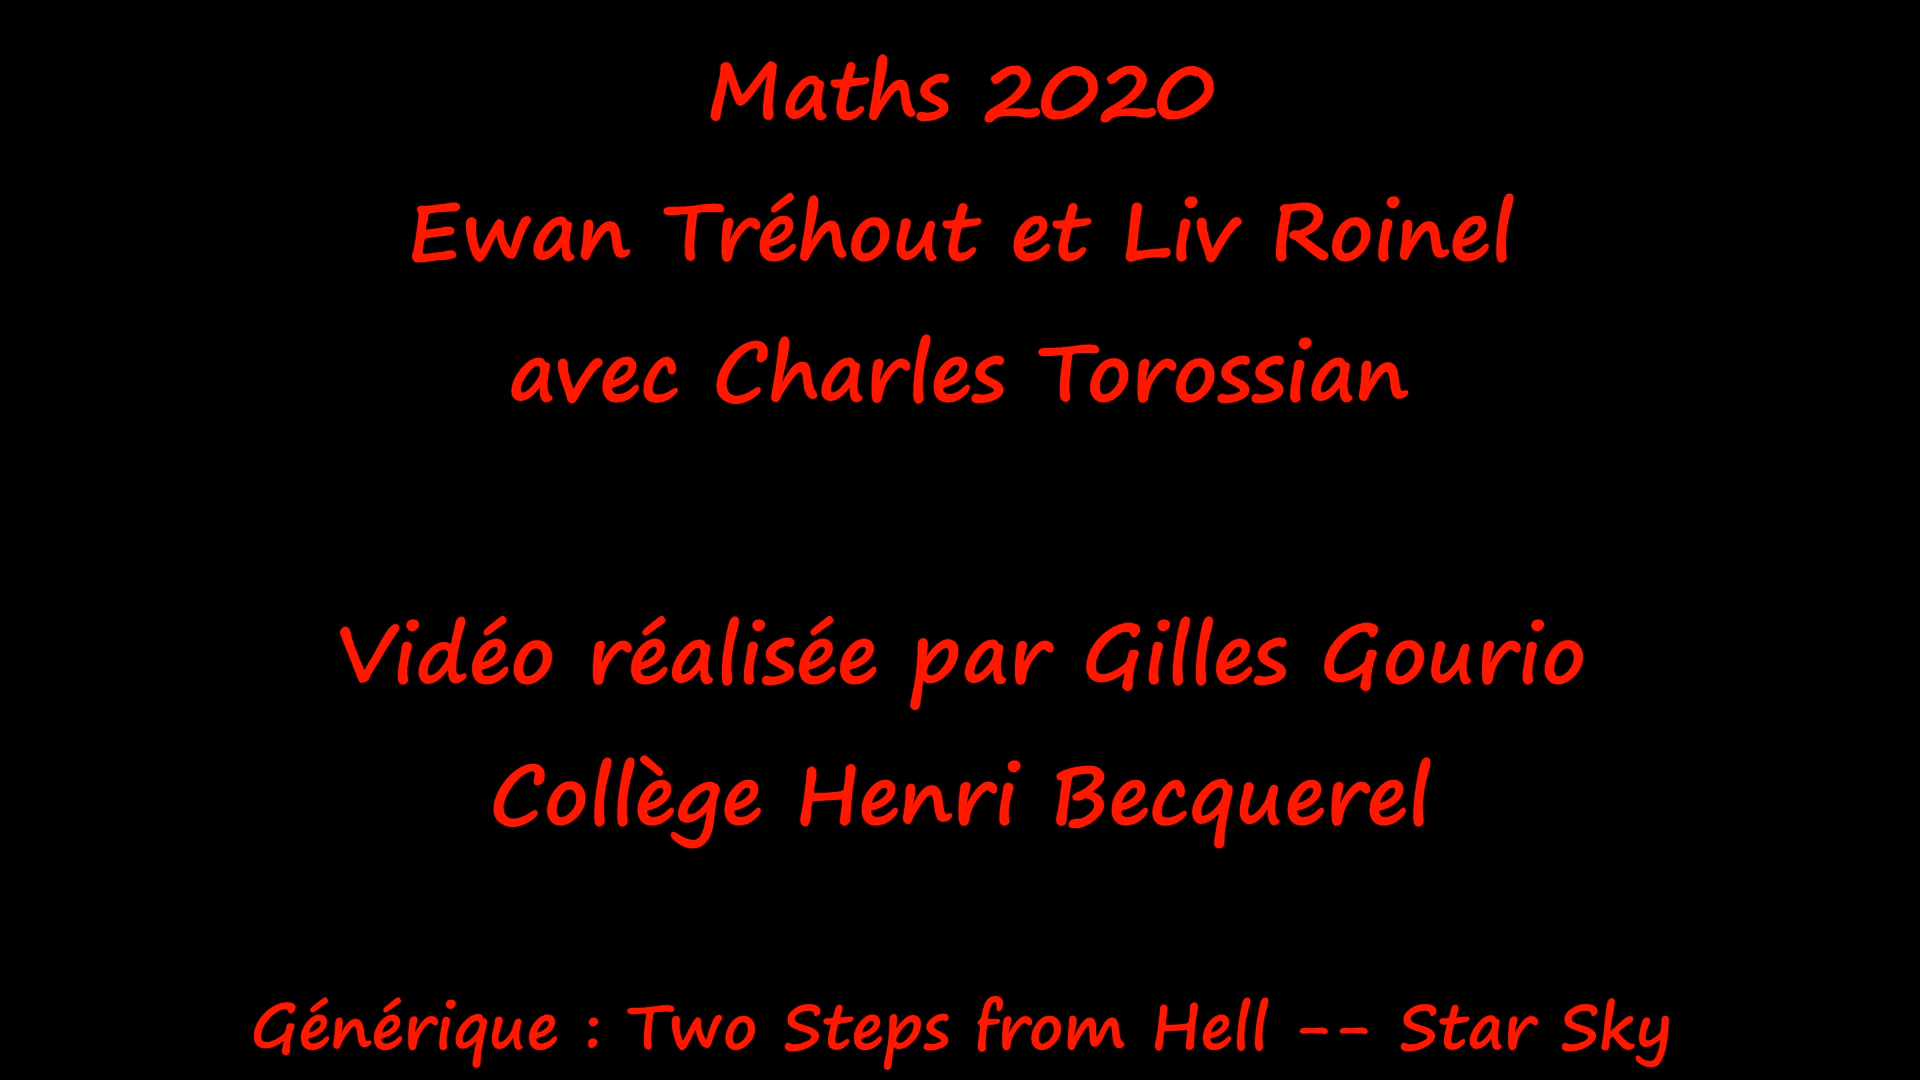 Maths 2020
Ewan Tréhout et Liv Roinel
avec Charles Torossian
Vidéo réalisée par Gilles Gourio
Collège Henri Becquerel
Générique : Two Steps from Hell -- Star Sky